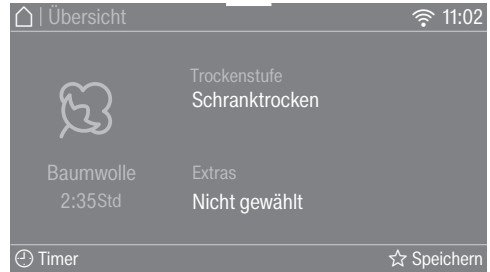 | Übersicht 11:02
Trockenstufe
Schranktrocken
Baumwolle
2:35Std
Extras
Nicht gewählt
Timer Speichern